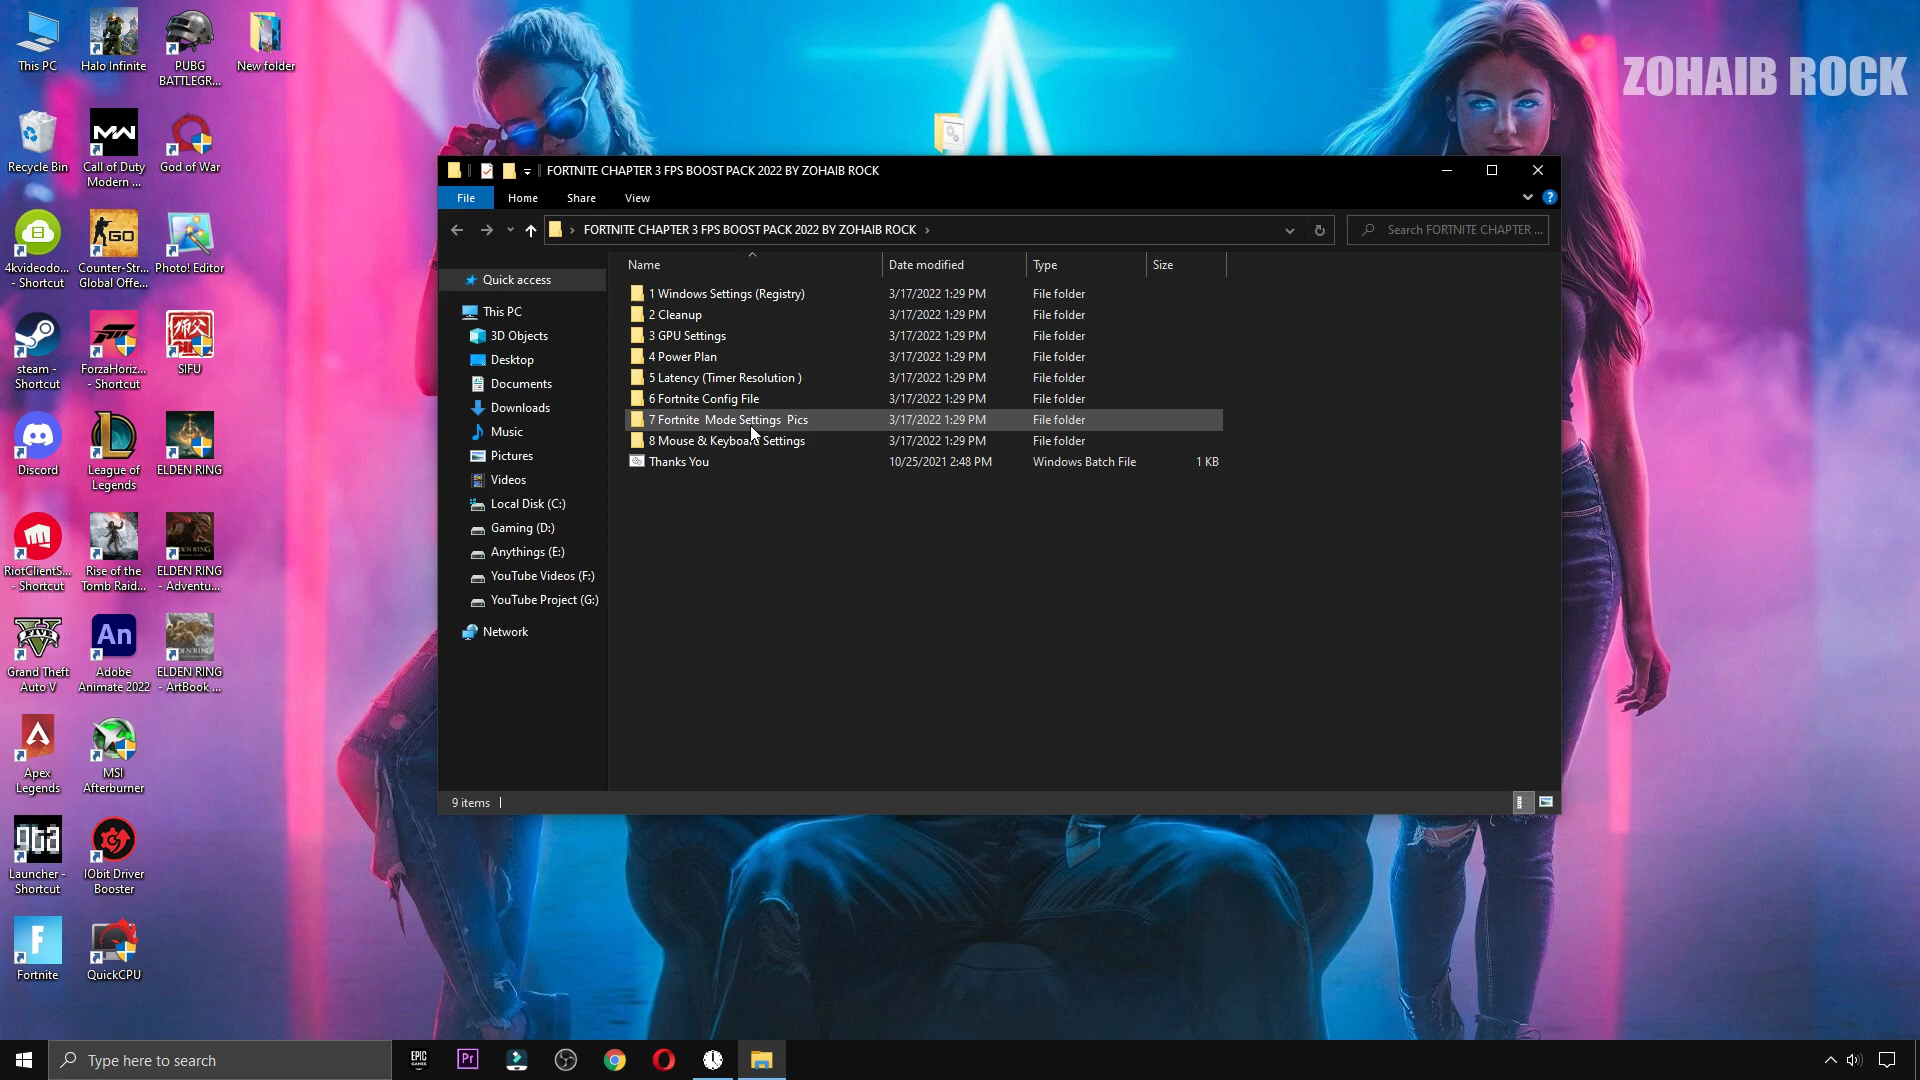 This PC
Halo Infinite
PUBG
BATTLEGR...
New folder
ZOHAIB ROCK
Recycle Bin
Call of Duty
Modern ...
God of War
4kvideodo...
- Shortcut
Counter-Str...
Global Offe...
Photo! Editor
steam -
Shortcut
ForzaHoriz...
- Shortcut
SIFU
Discord
League of
Legends
ELDEN RING
RiotClientS...
- Shortcut
Rise of the
Tomb Raid...
ELDEN RING
- Adventu...
Grand Theft
Auto V
Adobe
Animate 2022
ELDEN RING
- ArtBook ...
Apex
Legends
MSI
Afterburner
Launcher -
Shortcut
IObit Driver
Booster
Fortnite
QuickCPU
FORTNITE CHAPTER 3 FPS BOOST PACK 2022 BY ZOHAIB ROCK
File Home Share View
FORTNITE CHAPTER 3 FPS BOOST PACK 2022 BY ZOHAIB ROCK
Search FORTNITE CHAPTER ...
Quick access
This PC
3D Objects
Desktop
Documents
Downloads
Music
Pictures
Videos
Local Disk (C:)
Gaming (D:)
Anythings (E:)
YouTube Videos (F:)
YouTube Project (G:)
Network
Name Date modified Type Size
1 Windows Settings (Registry) 3/17/2022 1:29 PM File folder
2 Cleanup 3/17/2022 1:29 PM File folder
3 GPU Settings 3/17/2022 1:29 PM File folder
4 Power Plan 3/17/2022 1:29 PM File folder
5 Latency (Timer Resolution ) 3/17/2022 1:29 PM File folder
6 Fortnite Config File 3/17/2022 1:29 PM File folder
7 Fortnite Mode Settings Pics 3/17/2022 1:29 PM File folder
8 Mouse & Keyboard Settings 3/17/2022 1:29 PM File folder
Thanks You 10/25/2021 2:48 PM Windows Batch File 1 KB
9 items
Type here to search
EPIC
GAMES
Pr
MW
GO
师父
An
FIVE
V
gta
F